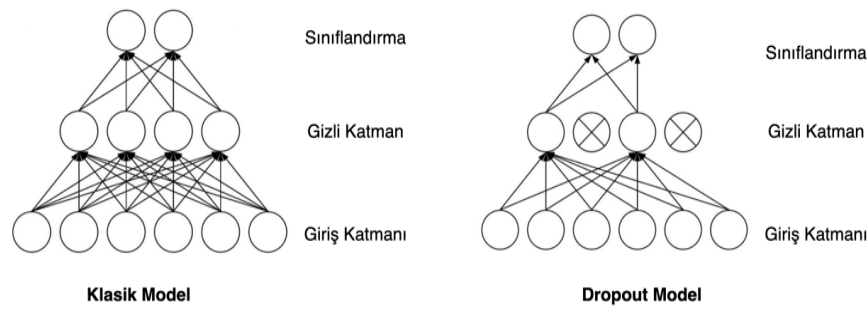 Sınıflandırma
Gizli Katman
Giriş Katmanı
Klasik Model
Sınıflandırma
Gizli Katman
Giriş Katmanı
Dropout Model